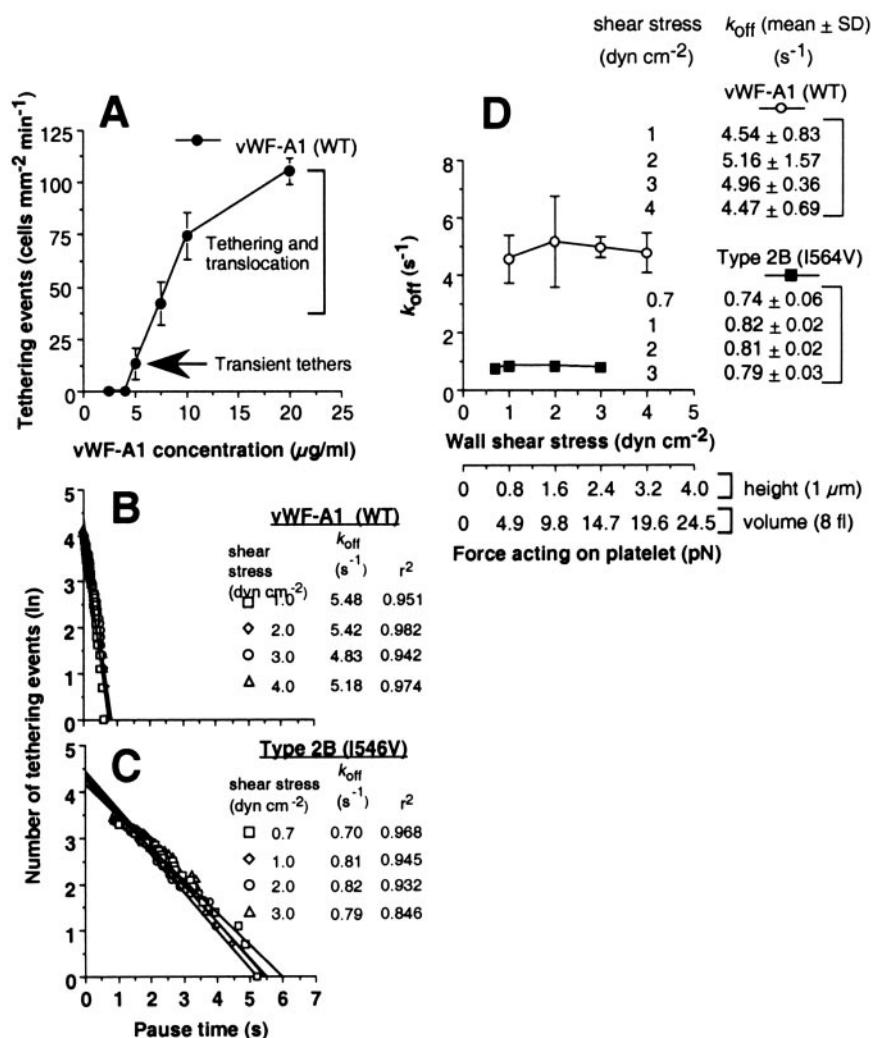 A
Tethering events (cells mm-2 min-1)
125
100
75
50
25
0
vWF-A1 (WT)
Tethering and
translocation
Transient tethers
0 5 10 15 20 25
vWF-A1 concentration (µg/ml)
B
Number of tethering events (ln)
5
4
3
2
1
0
vWF-A1 (WT)
shear
stress
(dyn cm-2)
koff
(s-1)
r2
1.0 5.48 0.951
2.0 5.42 0.982
3.0 4.83 0.942
4.0 5.18 0.974
C
5
4
3
2
1
0
Type 2B (I546V)
shear stress
(dyn cm-2)
koff
(s-1)
r2
0.7 0.70 0.968
1.0 0.81 0.945
2.0 0.82 0.932
3.0 0.79 0.846
0 1 2 3 4 5 6 7
Pause time (s)
D
shear stress
(dyn cm-2)
koff (mean ± SD)
(s-1)
vWF-A1 (WT)
1 4.54 ± 0.83
2 5.16 ± 1.57
3 4.96 ± 0.36
4 4.47 ± 0.69
Type 2B (I564V)
0.7 0.74 ± 0.06
1 0.82 ± 0.02
2 0.81 ± 0.02
3 0.79 ± 0.03
koff (s-1)
8
6
4
2
0
0 1 2 3 4 5
Wall shear stress (dyn cm-2)
0 0.8 1.6 2.4 3.2 4.0 height (1 µm)
0 4.9 9.8 14.7 19.6 24.5 volume (8 fl)
Force acting on platelet (pN)